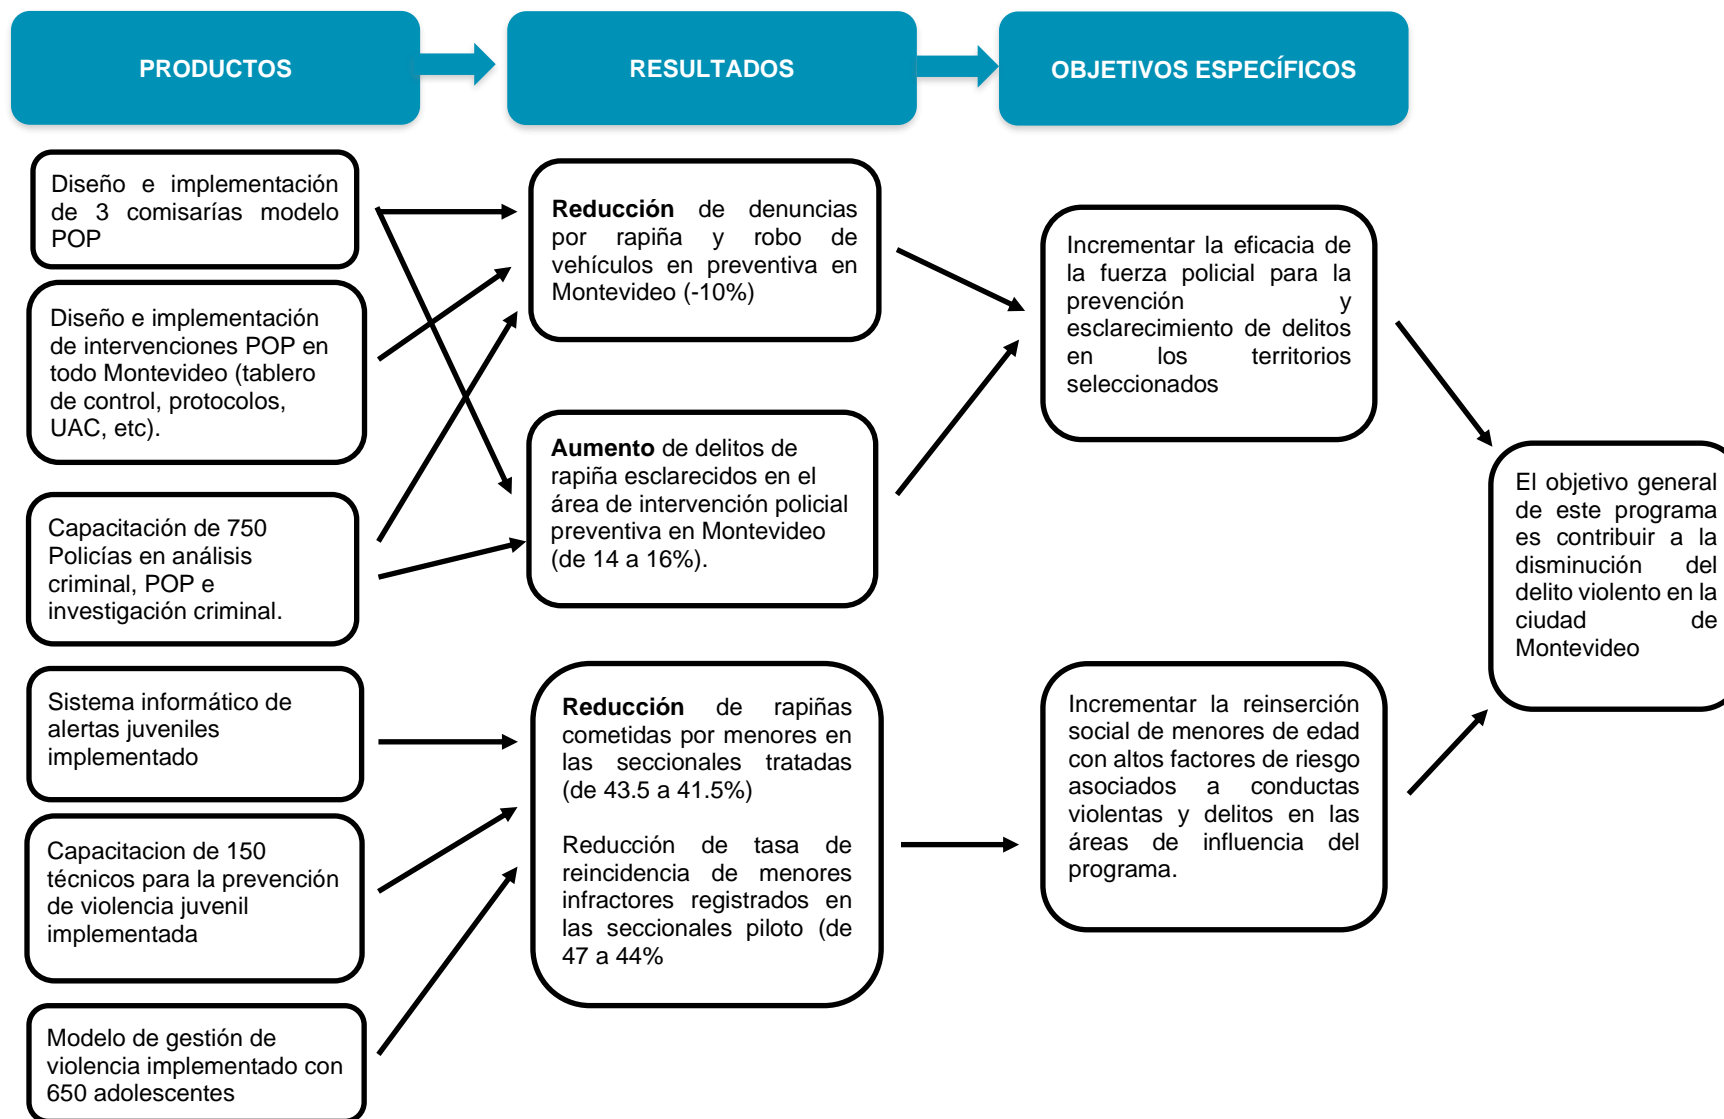 PRODUCTOS
RESULTADOS
OBJETIVOS ESPECÍFICOS
Diseño e implementación
de 3 comisarías modelo
POP
Diseño e implementación
de intervenciones POP en
todo Montevideo (tablero
de control, protocolos,
UAC, etc).
Capacitación de 750
Policías en análisis
criminal, POP e
investigación criminal.
Sistema informático de
alertas juveniles
implementado
Capacitacion de 150
técnicos para la prevención
de violencia juvenil
implementada
Modelo de gestión de
violencia implementado con
650 adolescentes
Reducción de denuncias
por rapiña y robo de
vehículos en preventiva en
Montevideo (-10%)
Aumento de delitos de
rapiña esclarecidos en el
área de intervención policial
preventiva en Montevideo
(de 14 a 16%).
Reducción de rapiñas
cometidas por menores en
las seccionales tratadas
(de 43.5 a 41.5%)
Reducción de tasa de
reincidencia de menores
infractores registrados en
las seccionales piloto (de
47 a 44%
Incrementar la eficacia de
la fuerza policial para la
prevención y
esclarecimiento de delitos
en los territorios
seleccionados
Incrementar la reinserción
social de menores de edad
con altos factores de riesgo
asociados a conductas
violentas y delitos en las
áreas de influencia del
programa.
El objetivo general
de este programa
es contribuir a la
disminución del
delito violento en la
ciudad de
Montevideo